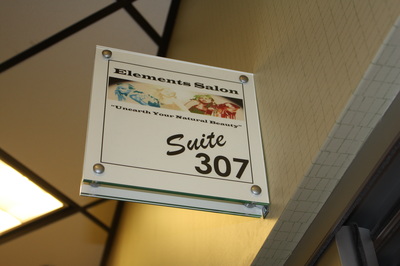 Elements Salon
"Unearth Your Natural Beauty"
Suite
307